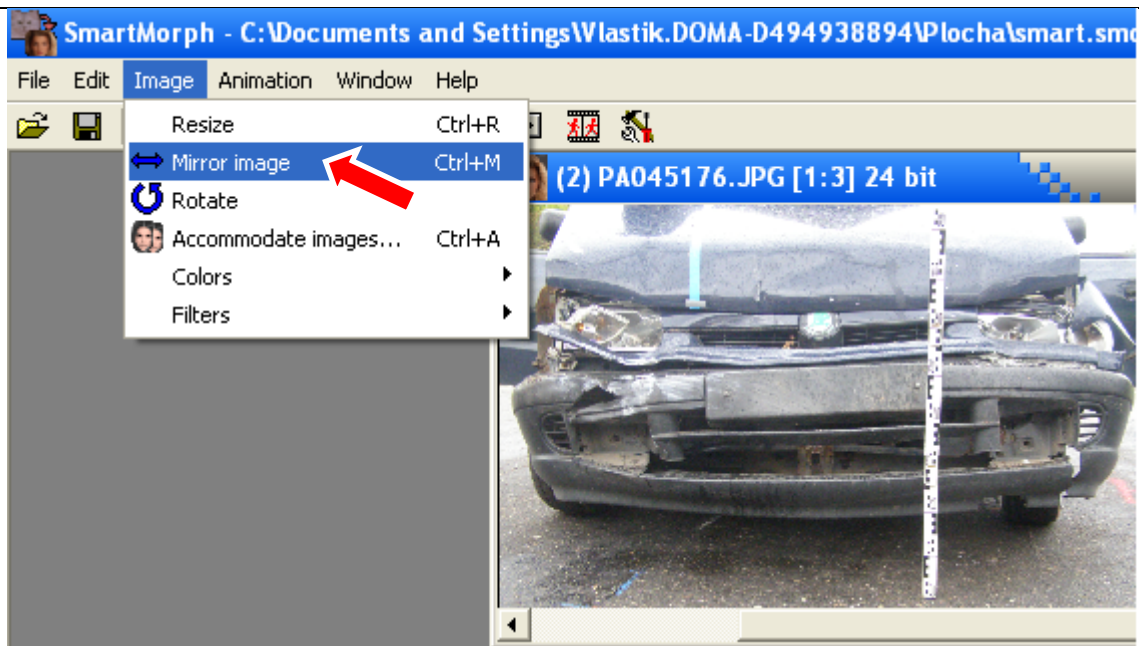 SmartMorph - C:\Documents and Settings\Vlastik.DOMA-D494938894\Plocha\smart.smo
File Edit Image Animation Window Help
Resize Ctrl+R
Mirror image Ctrl+M
Rotate
Accommodate images... Ctrl+A
Colors
Filters
(2) PA045176.JPG [1:3] 24 bit